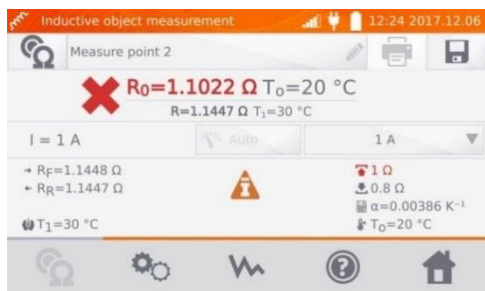 Inductive object measurement 12:24 2017.12.06
Measure point 2
R₀=1.1022 Ω T₀=20 °C
R=1.1447 Ω T₁=30 °C
I = 1 A Auto 1 A
→ RF=1.1448 Ω 1 Ω
← RR=1.1447 Ω 0.8 Ω
α=0.00386 K⁻¹
T₁=30 °C T₀=20 °C